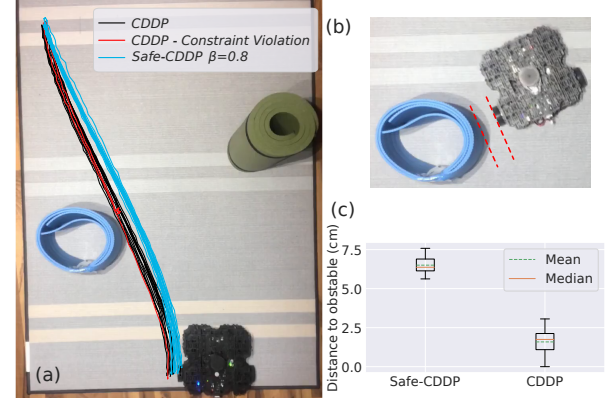 CDDP
CDDP - Constraint Violation
Safe-CDDP β=0.8
(a)
(b)
(c)
Distance to obstable (cm)
7.5
5.0
2.5
0.0
Mean
Median
Safe-CDDP
CDDP